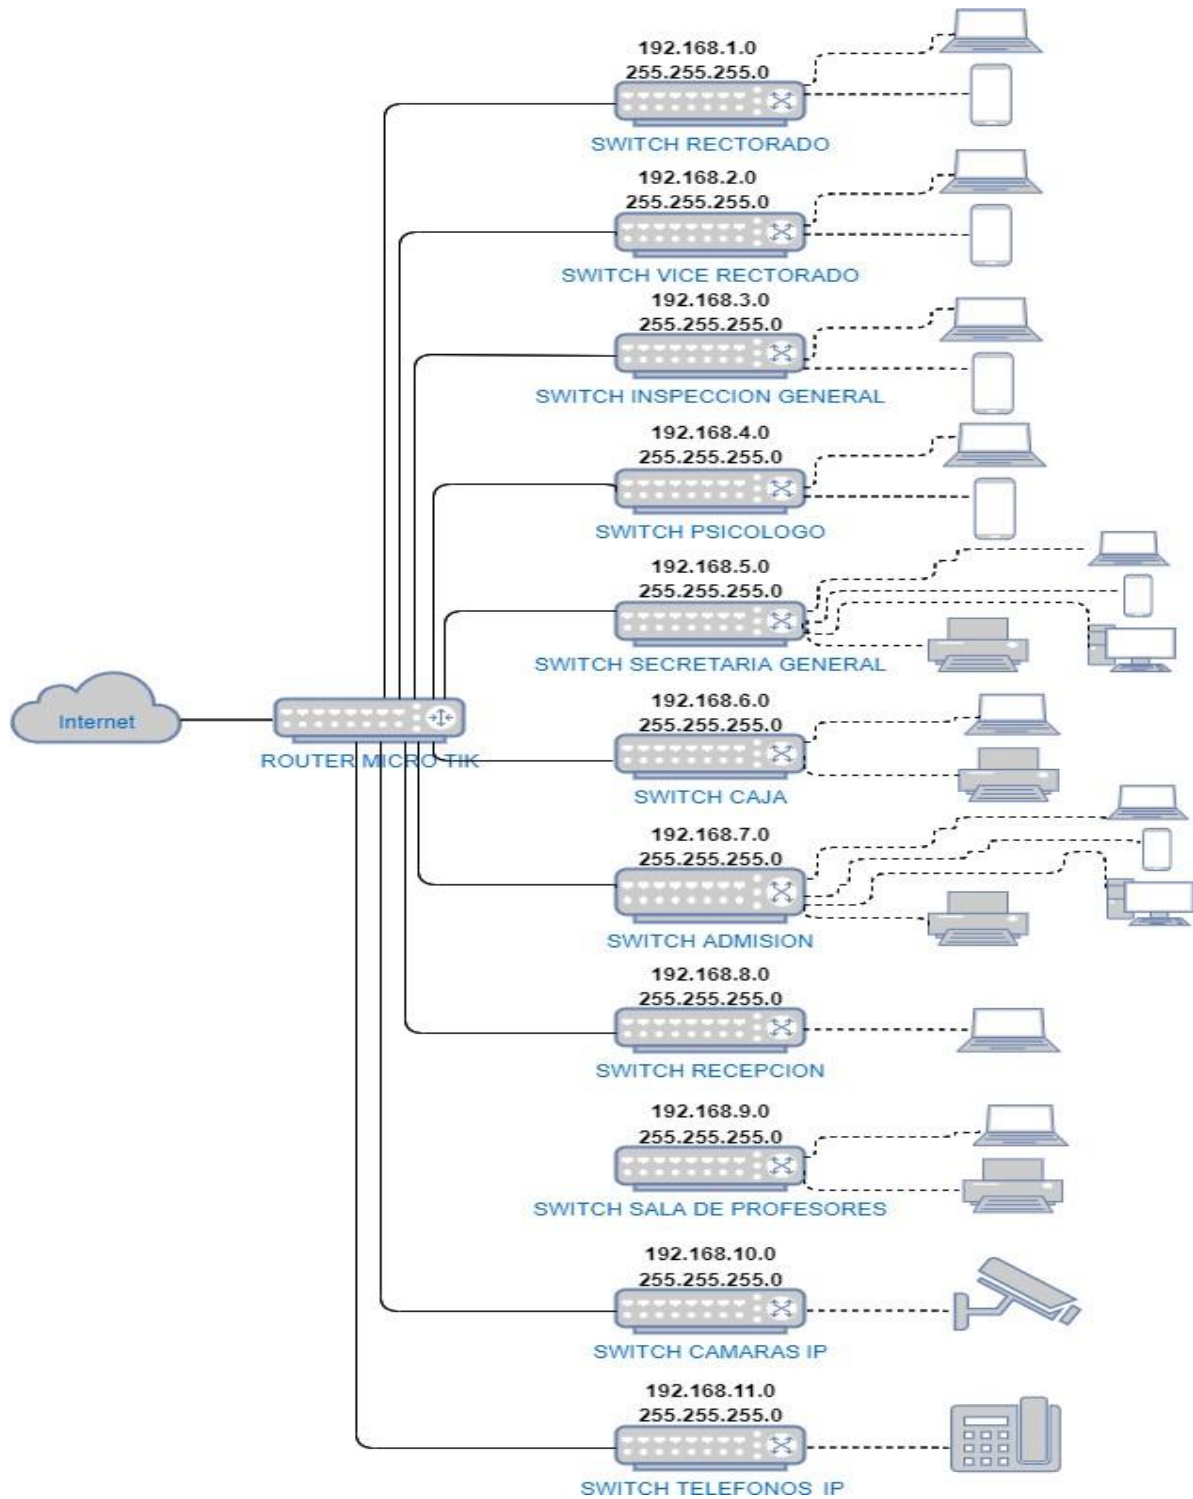 192.168.1.0
255.255.255.0
SWITCH RECTORADO
192.168.2.0
255.255.255.0
SWITCH VICE RECTORADO
192.168.3.0
255.255.255.0
SWITCH INSPECCION GENERAL
192.168.4.0
255.255.255.0
SWITCH PSICOLOGO
192.168.5.0
255.255.255.0
SWITCH SECRETARIA GENERAL
Internet
ROUTER MICRO TIK
192.168.6.0
255.255.255.0
SWITCH CAJA
192.168.7.0
255.255.255.0
SWITCH ADMISION
192.168.8.0
255.255.255.0
SWITCH RECEPCION
192.168.9.0
255.255.255.0
SWITCH SALA DE PROFESORES
192.168.10.0
255.255.255.0
SWITCH CAMARAS IP
192.168.11.0
255.255.255.0
SWITCH TELEFONOS IP